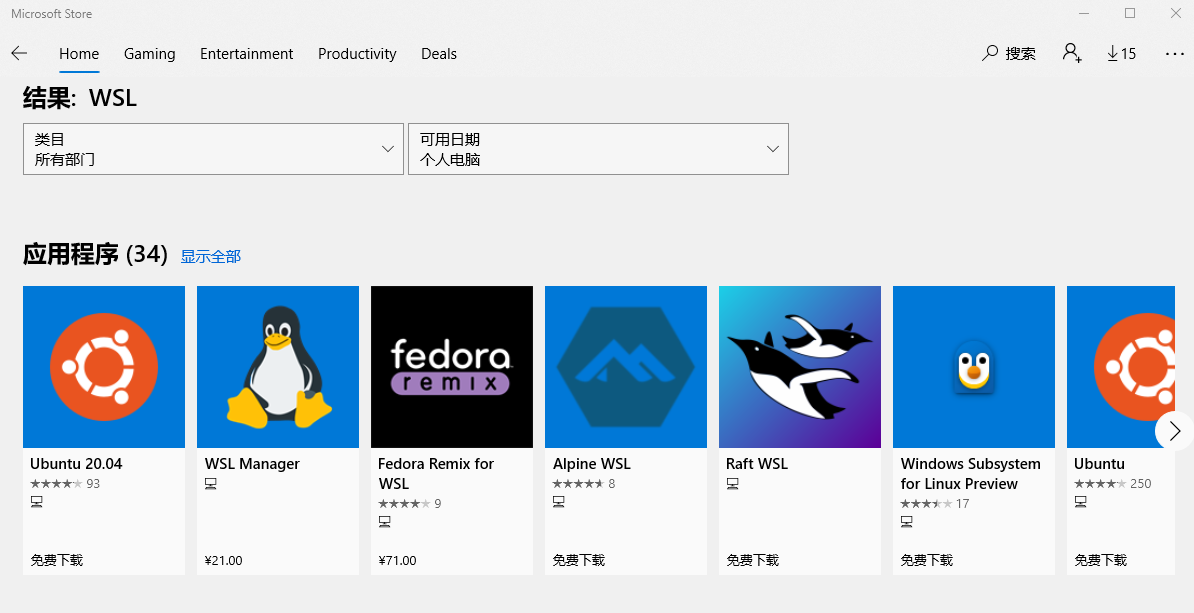 Microsoft Store
Home Gaming Entertainment Productivity Deals 搜索 15
结果: WSL
类目
所有部门
可用日期
个人电脑
应用程序 (34) 显示全部
fedora
remix
Ubuntu 20.04
93
免费下载
WSL Manager
¥21.00
Fedora Remix for
WSL
9
¥71.00
Alpine WSL
8
免费下载
Raft WSL
免费下载
Windows Subsystem
for Linux Preview
17
免费下载
Ubuntu
250
免费下载